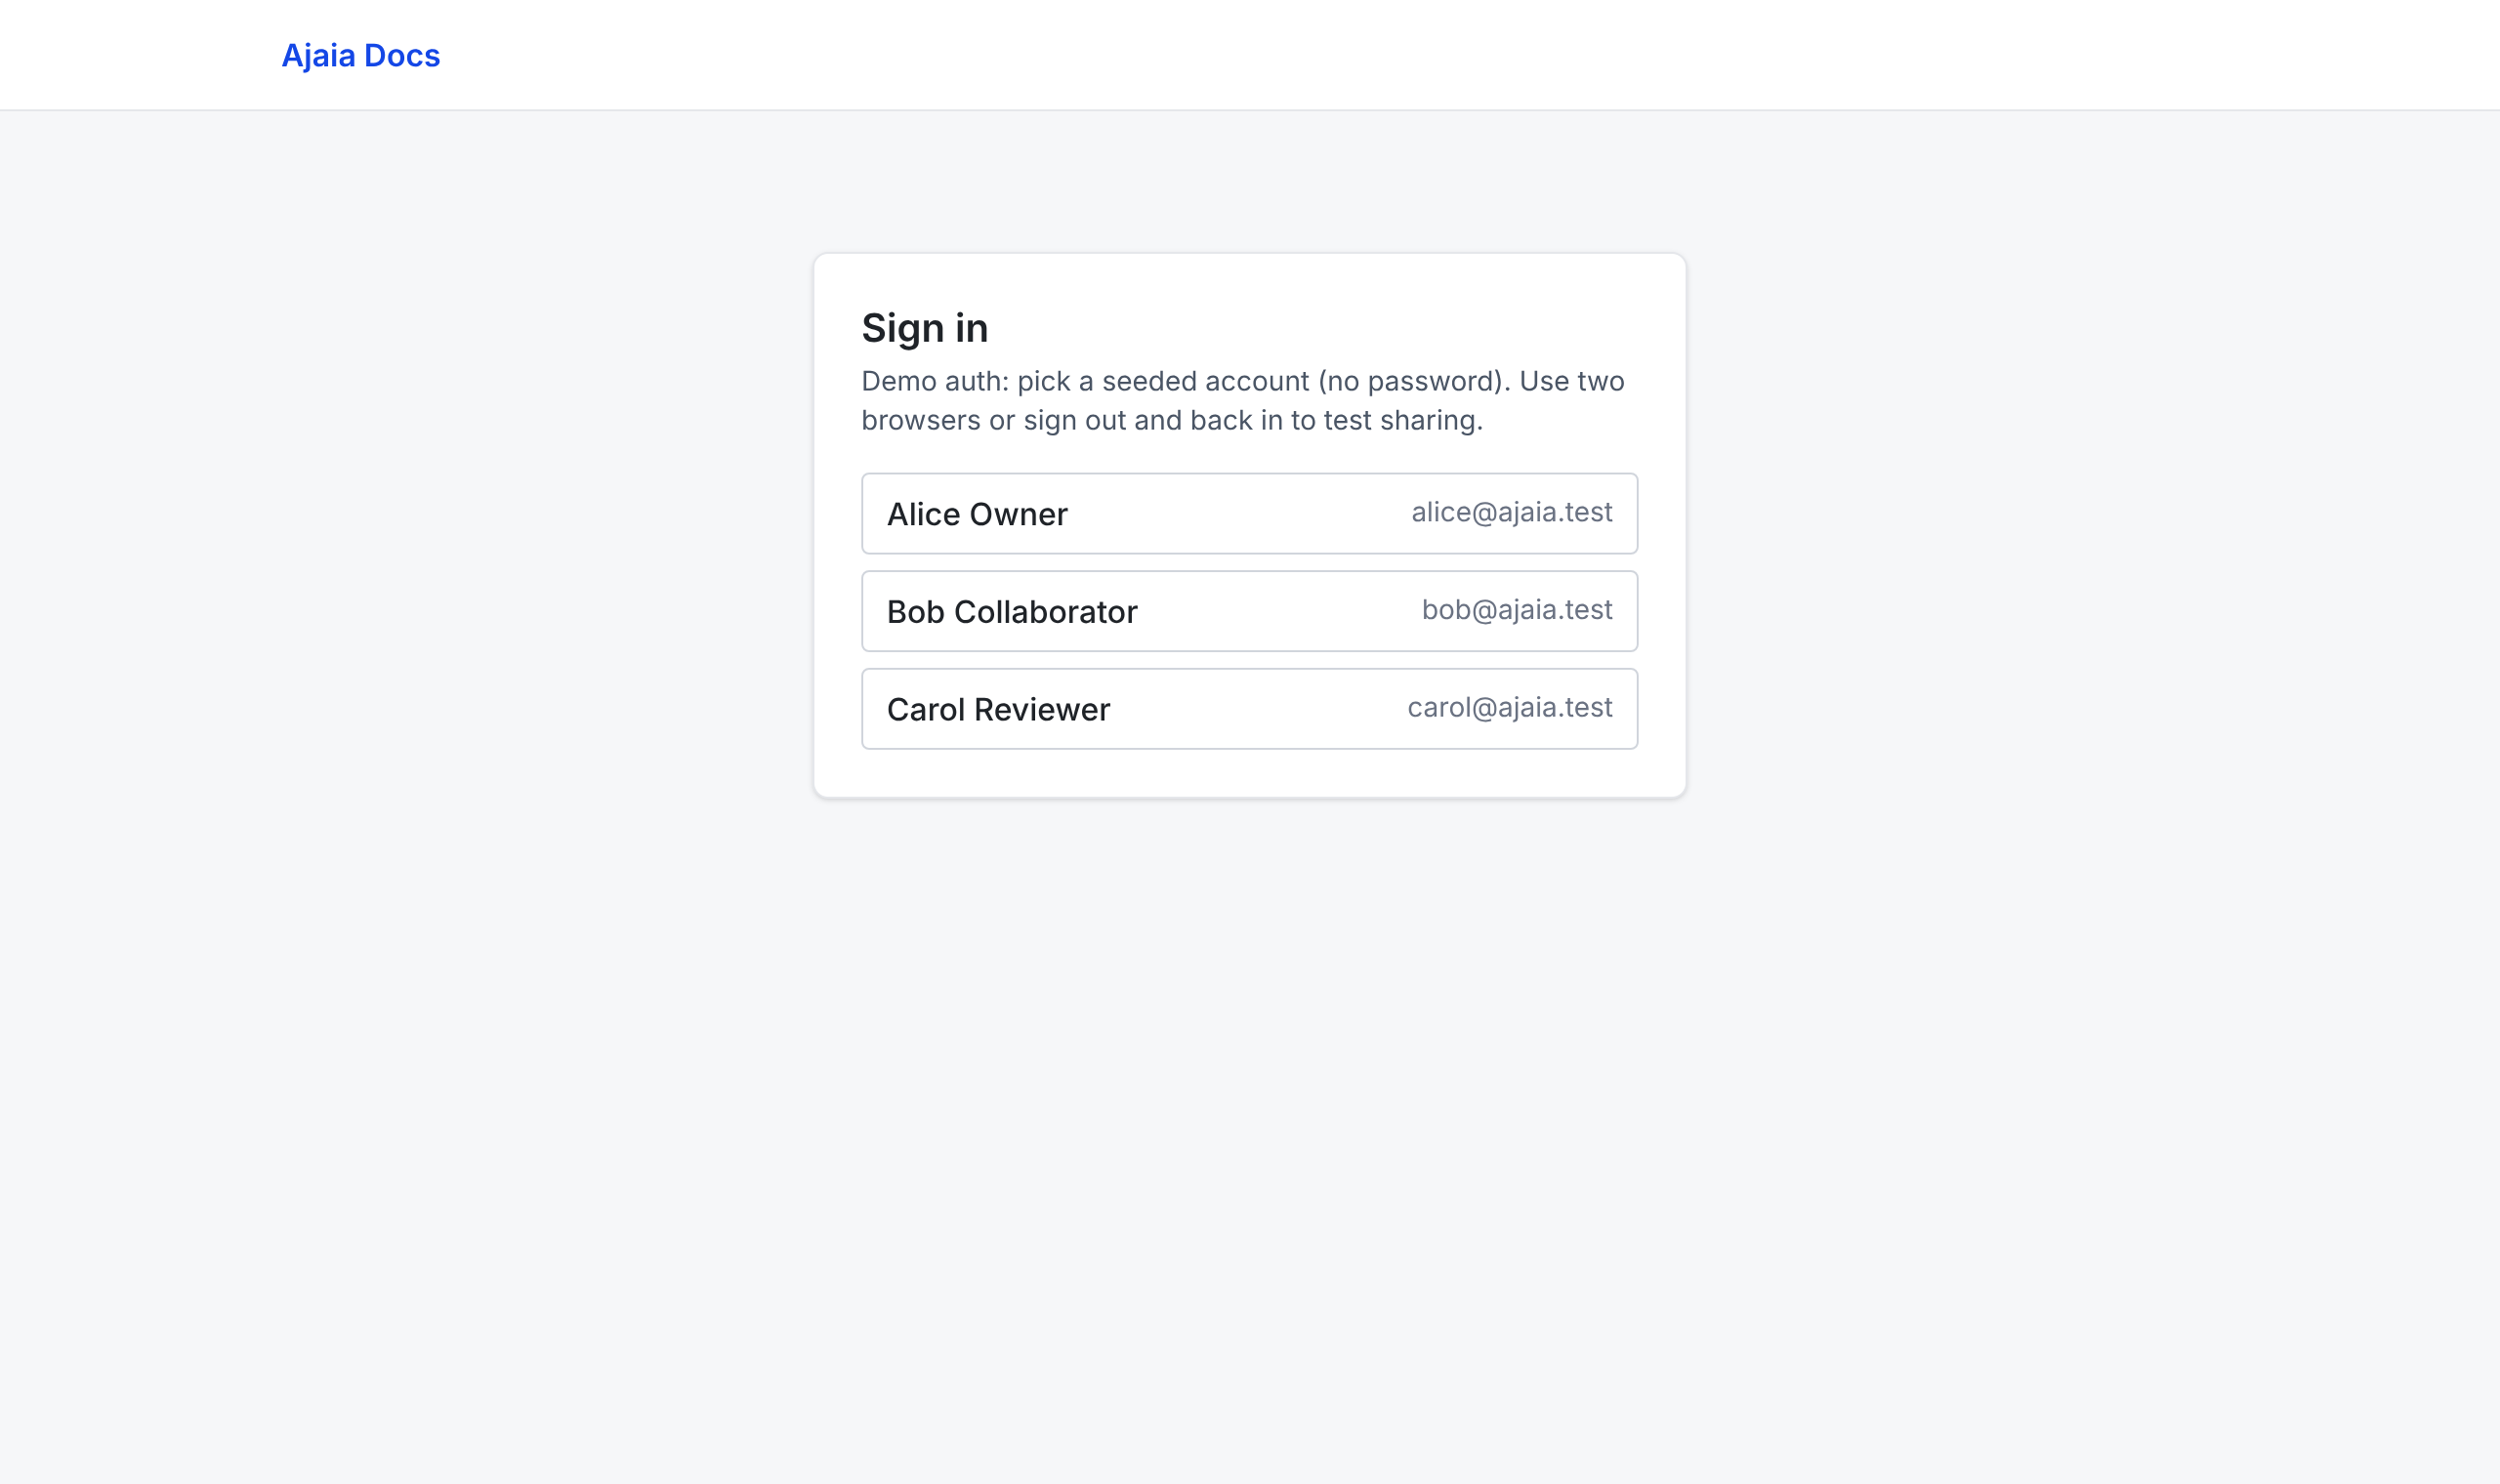 Ajaia Docs
Sign in
Demo auth: pick a seeded account (no password). Use two
browsers or sign out and back in to test sharing.
Alice Owner alice@ajaia.test
Bob Collaborator bob@ajaia.test
Carol Reviewer carol@ajaia.test